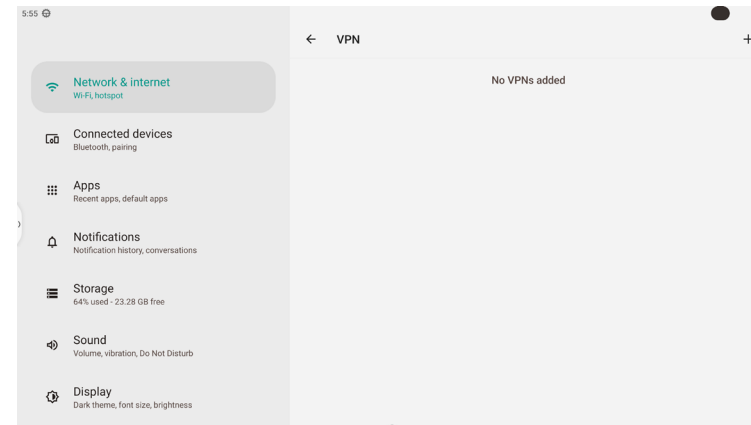 5:55
VPN
No VPNs added
Network & internet
Wi-Fi, hotspot
Connected devices
Bluetooth, pairing
Apps
Recent apps, default apps
Notifications
Notification history, conversations
Storage
64% used - 23.28 GB free
Sound
Volume, vibration, Do Not Disturb
Display
Dark theme, font size, brightness